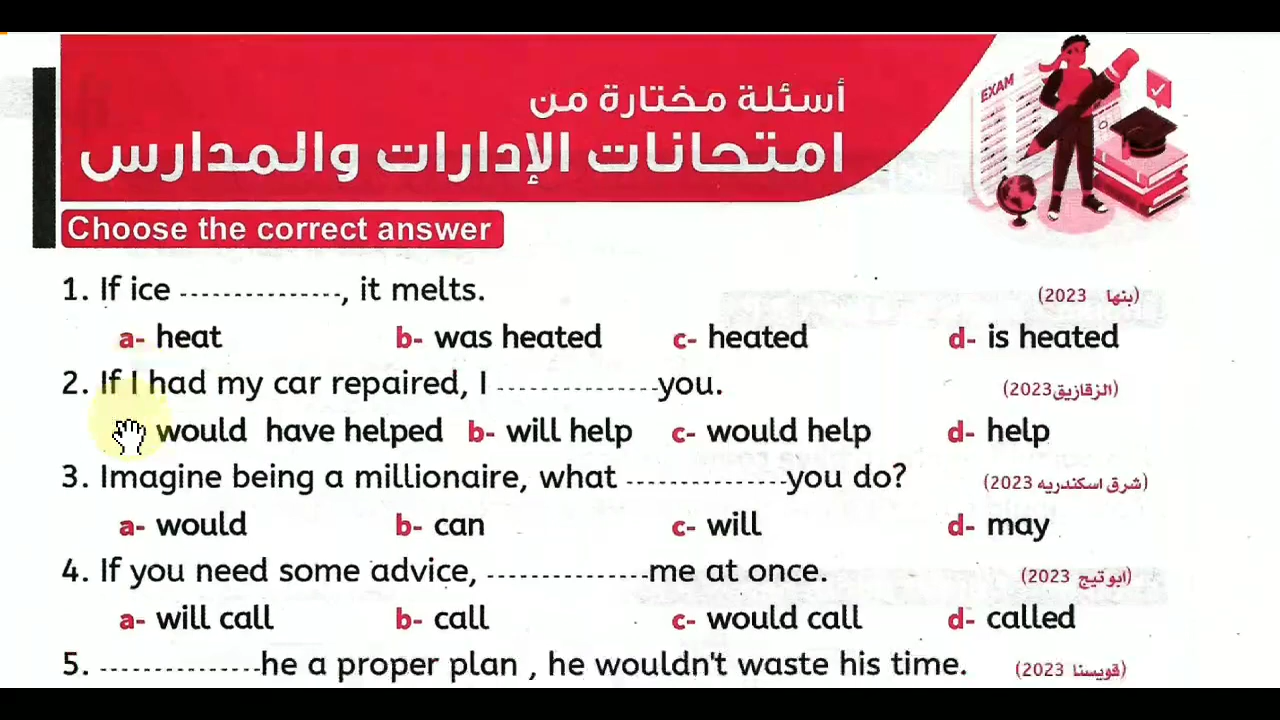 أسئلة مختارة من
امتحانات الإدارات والمدارس
EXAM
Choose the correct answer
1. If ice ---------------, it melts. (بنها 2023)
a- heat b- was heated c- heated d- is heated
2. If I had my car repaired, I ---------------you. (الزقازيق2023)
would have helped b- will help c- would help d- help
3. Imagine being a millionaire, what ---------------you do? (شرق اسكندريه 2023)
a- would b- can c- will d- may
4. If you need some advice, ---------------me at once. (ابوتيج 2023)
a- will call b- call c- would call d- called
5. ---------------he a proper plan , he wouldn't waste his time. (قويسنا 2023)